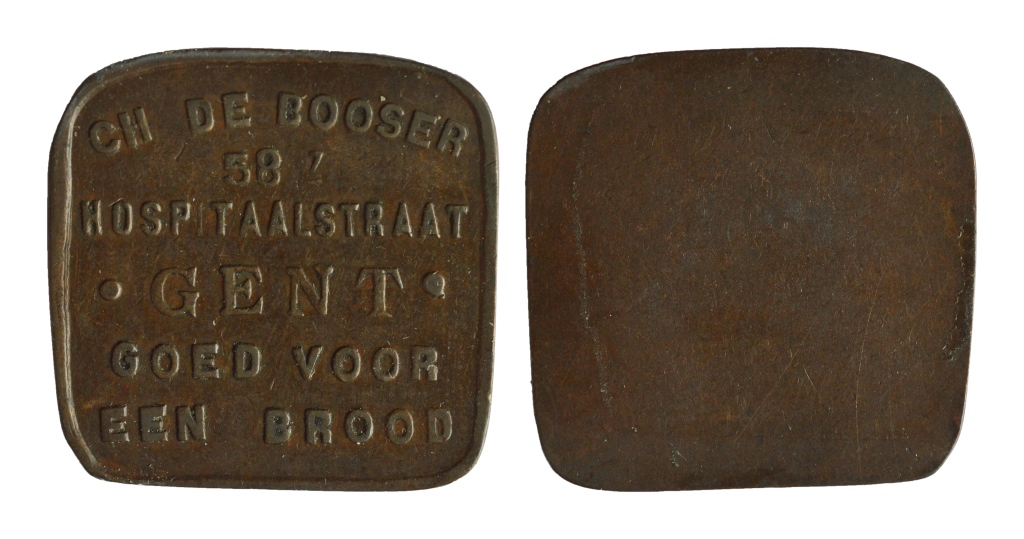 CH DE BOOSER
58 ,
HOSPITAALSTRAAT
· GENT ·
GOED VOOR
EEN BROOD